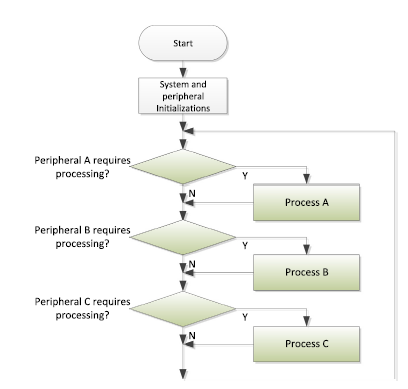 Start
System and
peripheral
Initializations
Peripheral A requires
processing?
Y
N
Process A
Peripheral B requires
processing?
Y
N
Process B
Peripheral C requires
processing?
Y
N
Process C